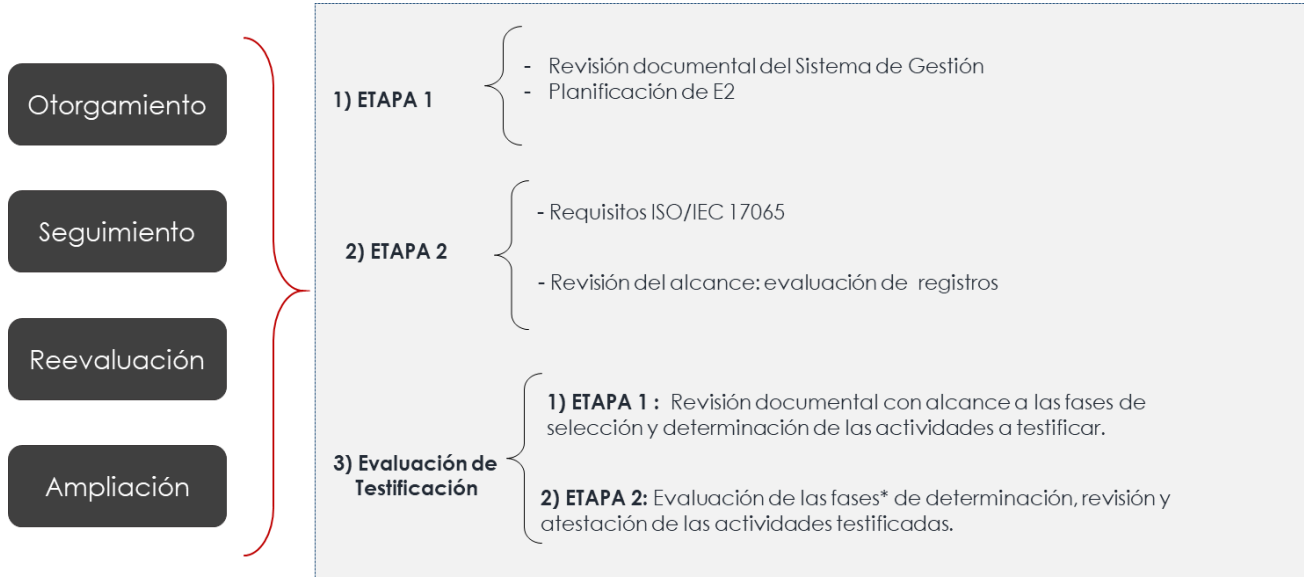 Otorgamiento
Seguimiento
Reevaluación
Ampliación
1) ETAPA 1
- Revisión documental del Sistema de Gestión
- Planificación de E2
2) ETAPA 2
- Requisitos ISO/IEC 17065
- Revisión del alcance: evaluación de registros
3) Evaluación de
Testificación
1) ETAPA 1 : Revisión documental con alcance a las fases de
selección y determinación de las actividades a testificar.
2) ETAPA 2: Evaluación de las fases* de determinación, revisión y
atestación de las actividades testificadas.